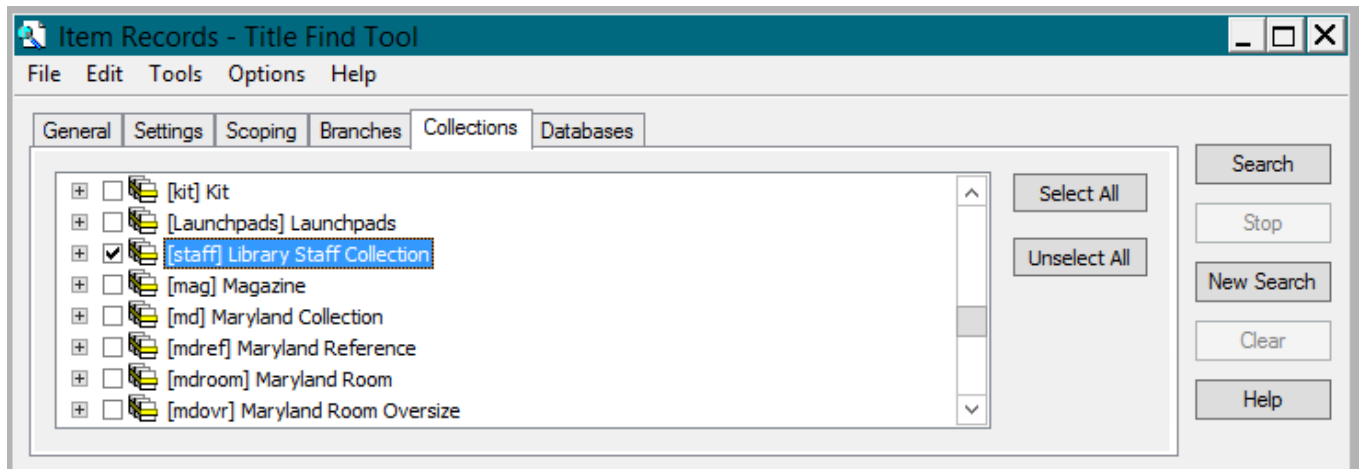 Item Records - Title Find Tool
File Edit Tools Options Help
General Settings Scoping Branches Collections Databases
[kit] Kit
[Launchpads] Launchpads
[staff] Library Staff Collection
[mag] Magazine
[md] Maryland Collection
[mdref] Maryland Reference
[mdroom] Maryland Room
[mdovr] Maryland Room Oversize
Select All
Unselect All
Search
Stop
New Search
Clear
Help